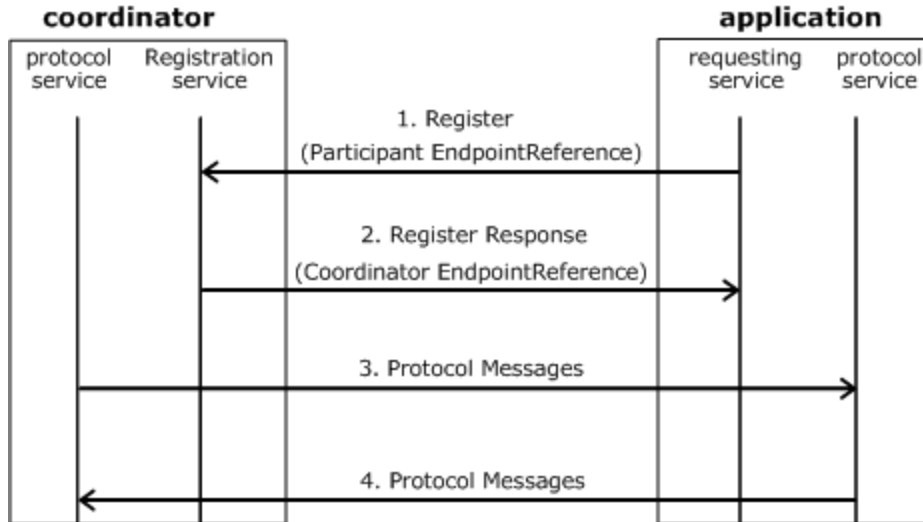 coordinator
application
protocol service
Registration service
requesting service
protocol service
1. Register
(Participant EndpointReference)
2. Register Response
(Coordinator EndpointReference)
3. Protocol Messages
4. Protocol Messages